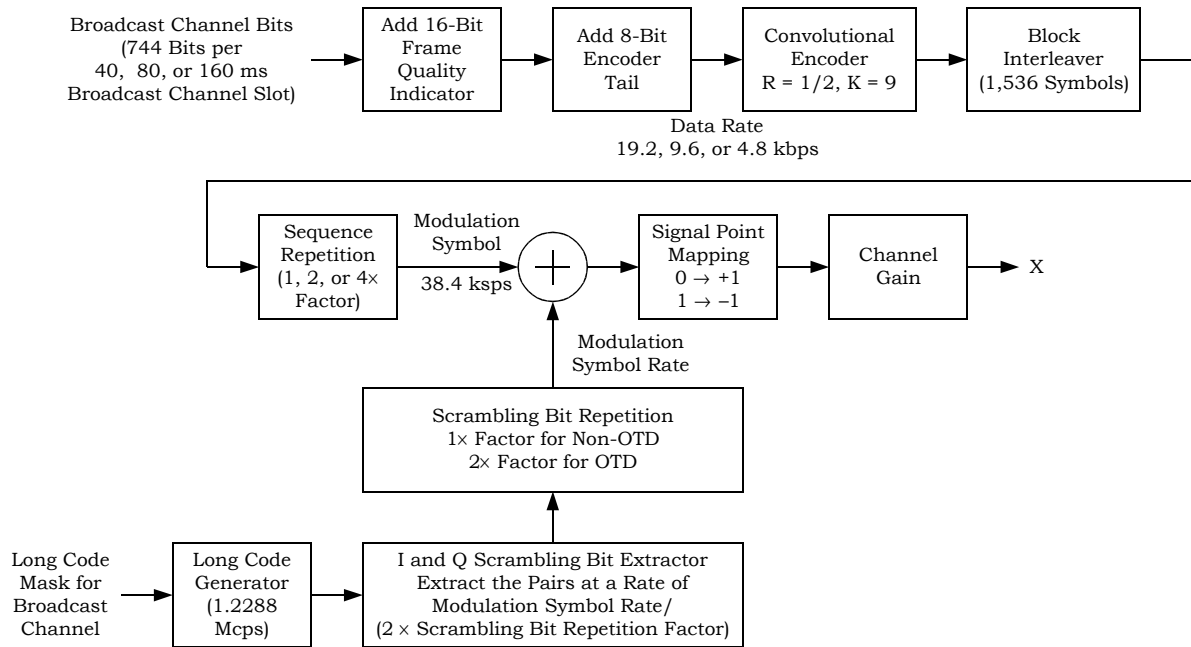 Broadcast Channel Bits
(744 Bits per
40, 80, or 160 ms
Broadcast Channel Slot)
Add 16-Bit
Frame
Quality
Indicator
Add 8-Bit
Encoder
Tail
Convolutional
Encoder
R = 1/2, K = 9
Block
Interleaver
(1,536 Symbols)
Data Rate
19.2, 9.6, or 4.8 kbps
Sequence
Repetition
(1, 2, or 4×
Factor)
Modulation
Symbol
38.4 ksps
+
Signal Point
Mapping
0 → +1
1 → –1
Channel
Gain
X
Modulation
Symbol Rate
Scrambling Bit Repetition
1× Factor for Non-OTD
2× Factor for OTD
Long Code
Mask for
Broadcast
Channel
Long Code
Generator
(1.2288
Mcps)
I and Q Scrambling Bit Extractor
Extract the Pairs at a Rate of
Modulation Symbol Rate/
(2 × Scrambling Bit Repetition Factor)